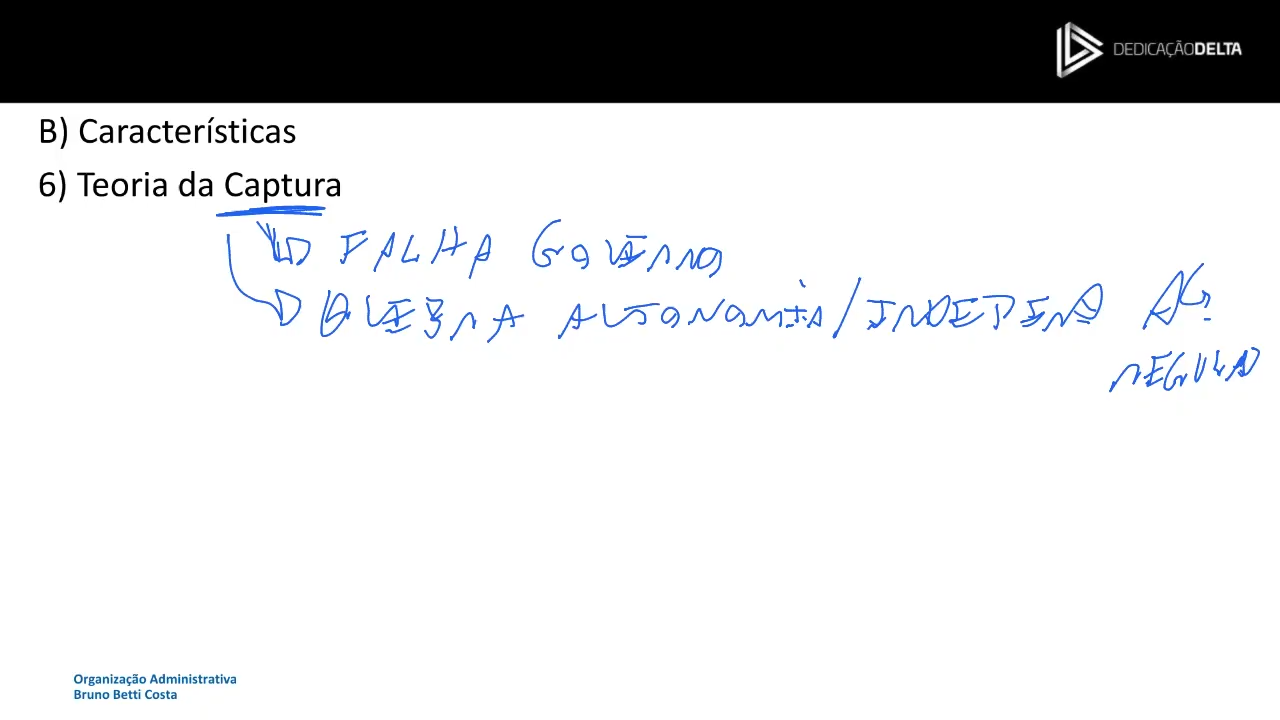 DEDICAÇÃODELTA
B) Características
6) Teoria da Captura
FALHA GOVERNO
QUEBRA AUTONOMIA/INDEPEND AG.
REGULAD
Organização Administrativa
Bruno Betti Costa